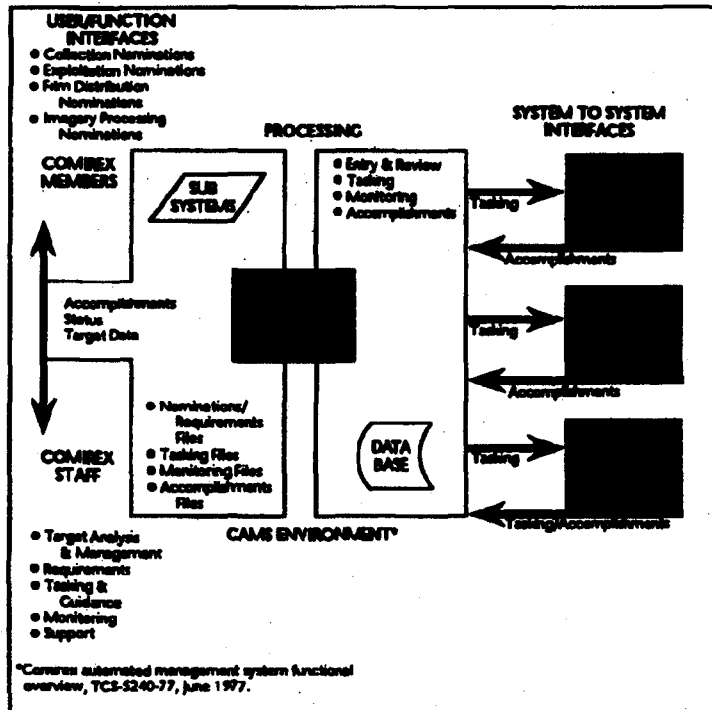 USER/FUNCTION
INTERFACES
• Collection Nominations
• Exploitation Nominations
• Film Distribution
Nominations
• Imagery Processing
Nominations
COMIREX
MEMBERS
Accomplishments
Status
Target Data
COMIREX
STAFF
• Target Analysis
& Management
• Requirements
• Tasking &
Guidance
• Monitoring
• Support
PROCESSING
SUB
SYSTEMS
• Nominations/
Requirements
Files
• Tasking Files
• Monitoring Files
• Accomplishments
Files
• Entry & Review
• Tasking
• Monitoring
• Accomplishments
DATA
BASE
CAMS ENVIRONMENT*
SYSTEM TO SYSTEM
INTERFACES
Tasking
Accomplishments
Tasking
Accomplishments
Tasking
Tasking/Accomplishments
*Comirex automated management system functional
overview, TCS-5240-77, June 1977.